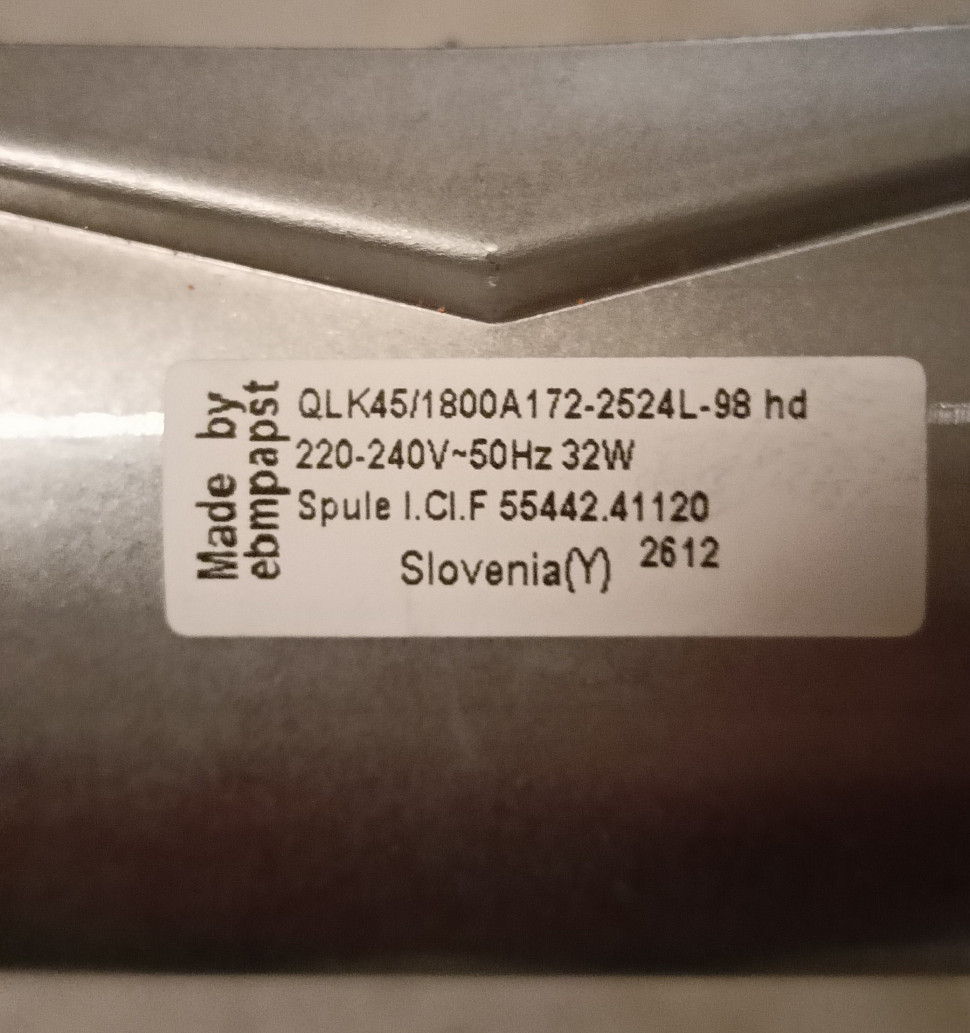 Made by
ebmpapst
QLK45/1800A172-2524L-98 hd
220-240V~50Hz 32W
Spule I.Cl.F 55442.41120
Slovenia(Y) 2612